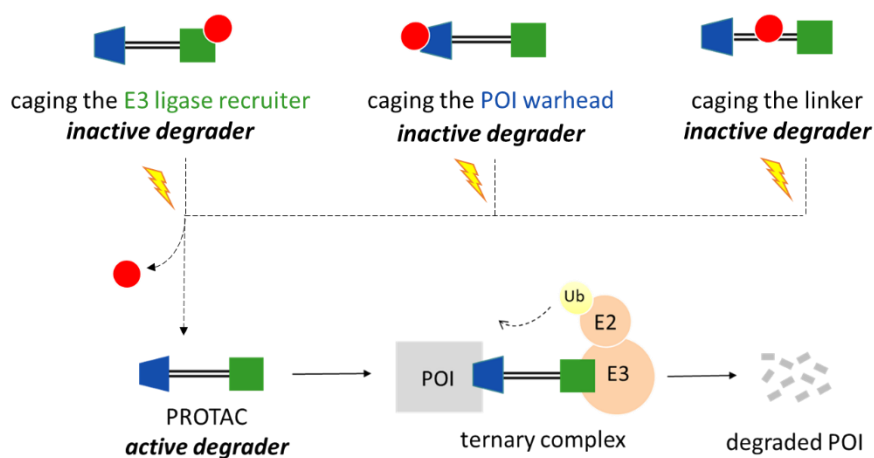 caging the E3 ligase recruiter
inactive degrader
caging the POI warhead
inactive degrader
caging the linker
inactive degrader
Ub
E2
POI
E3
PROTAC
active degrader
ternary complex
degraded POI